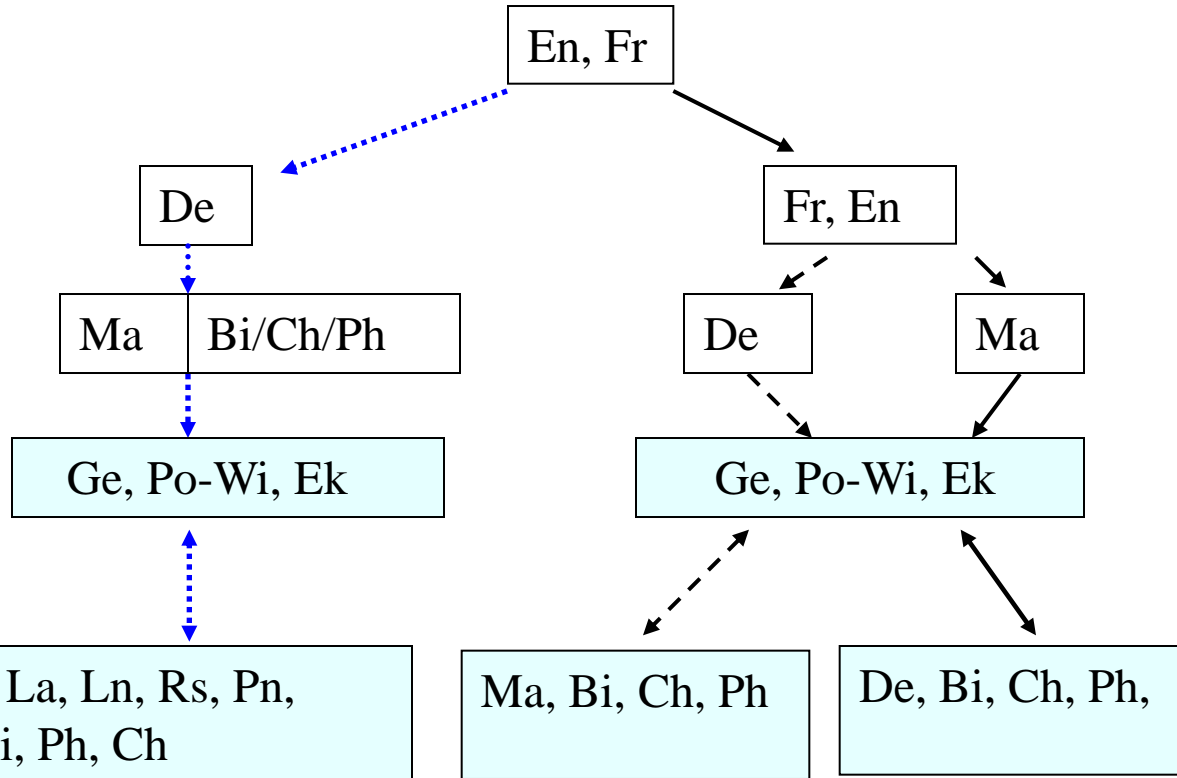 En, Fr
De
Fr, En
Ma
Bi/Ch/Ph
De
Ma
Ge, Po-Wi, Ek
Ge, Po-Wi, Ek
La, Ln, Rs, Pn,
Ph, Ch
Ma, Bi, Ch, Ph
De, Bi, Ch, Ph,